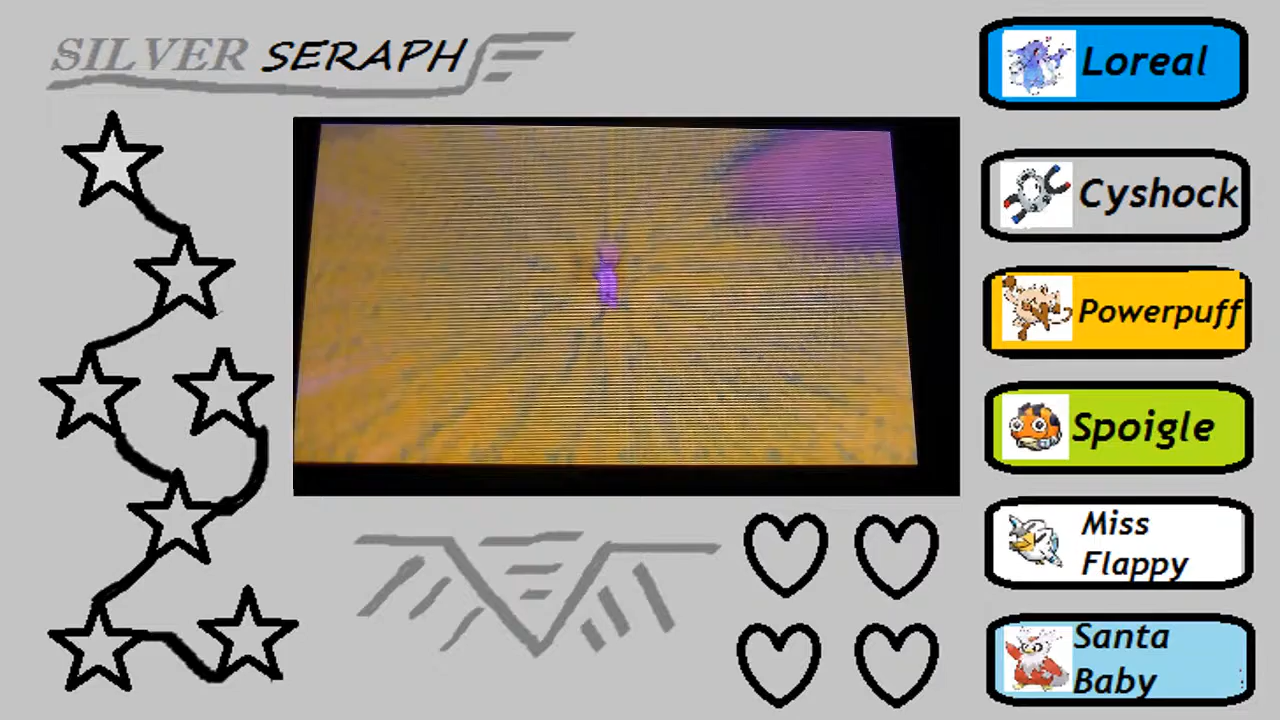 SILVER SERAPH
Loreal
Cyshock
Powerpuff
Spoigle
Miss
Flappy
Santa
Baby